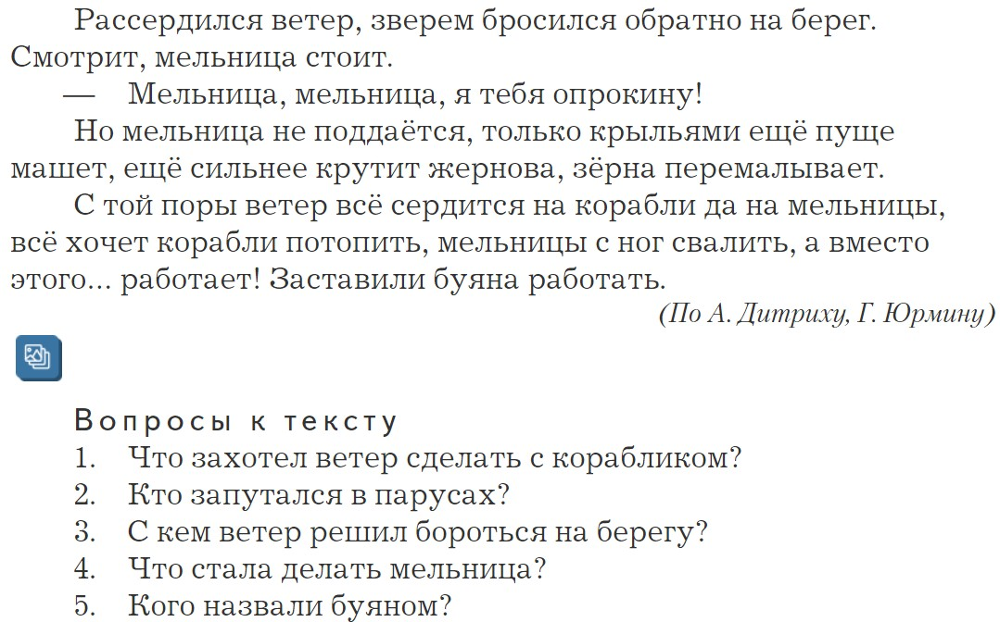 Рассердился ветер, зверем бросился обратно на берег.
Смотрит, мельница стоит.
— Мельница, мельница, я тебя опрокину!
Но мельница не поддаётся, только крыльями ещё пуще
машет, ещё сильнее крутит жернова, зёрна перемалывает.
С той поры ветер всё сердится на корабли да на мельницы,
всё хочет корабли потопить, мельницы с ног свалить, а вместо
этого... работает! Заставили буяна работать.
(По А. Дитриху, Г. Юрмину)
Вопросы к тексту
1. Что захотел ветер сделать с корабликом?
2. Кто запутался в парусах?
3. С кем ветер решил бороться на берегу?
4. Что стала делать мельница?
5. Кого назвали буяном?